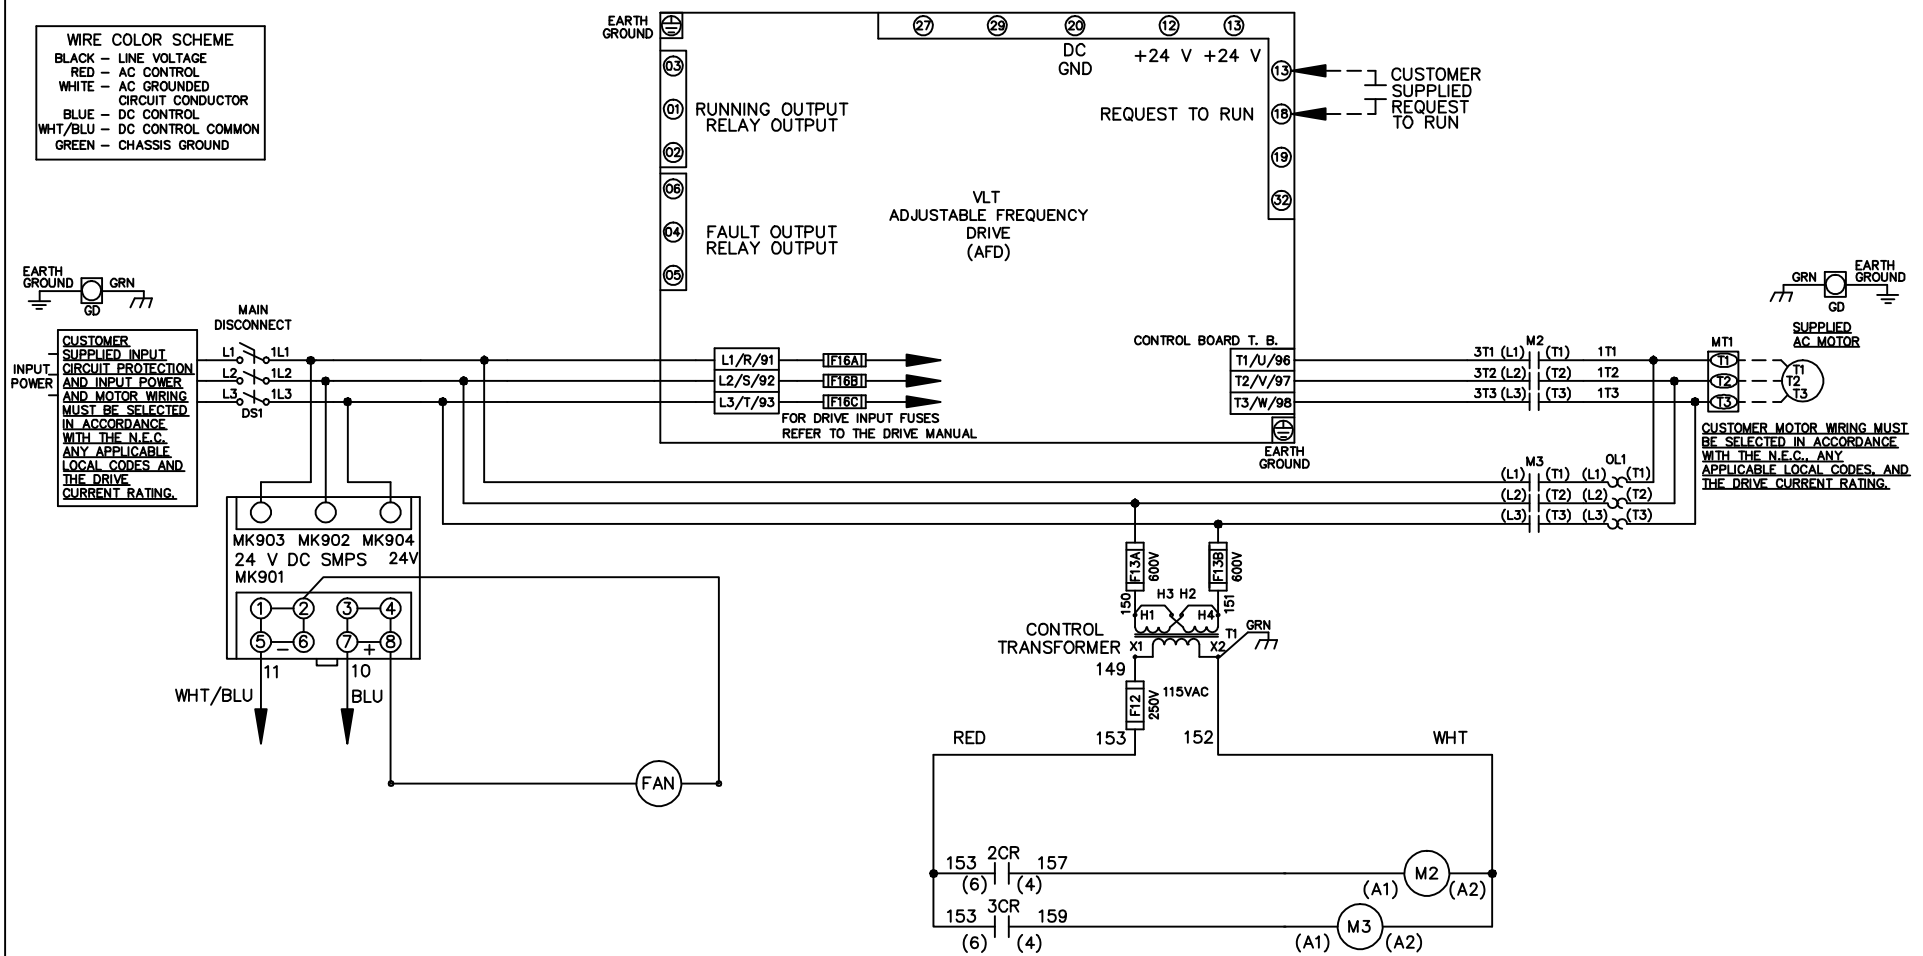 WIRE COLOR SCHEME
BLACK – LINE VOLTAGE
RED – AC CONTROL
WHITE – AC GROUNDED
CIRCUIT CONDUCTOR
BLUE – DC CONTROL
WHT/BLU – DC CONTROL COMMON
GREEN – CHASSIS GROUND
EARTH
GROUND
27 29 20 12 13
DC
GND
+24 V +24 V
03
01
02
RUNNING OUTPUT
RELAY OUTPUT
06
04
05
FAULT OUTPUT
RELAY OUTPUT
13
18
19
32
REQUEST TO RUN
CUSTOMER
SUPPLIED
REQUEST
TO RUN
VLT
ADJUSTABLE FREQUENCY
DRIVE
(AFD)
EARTH
GROUND
GRN
GD
MAIN
DISCONNECT
INPUT
POWER
CUSTOMER
SUPPLIED INPUT
CIRCUIT PROTECTION
AND INPUT POWER
AND MOTOR WIRING
MUST BE SELECTED
IN ACCORDANCE
WITH THE N.E.C.
ANY APPLICABLE
LOCAL CODES AND
THE DRIVE
CURRENT RATING.
L1 1L1
L2 1L2
L3 1L3
DS1
L1/R/91 F16A
L2/S/92 F16B
L3/T/93 F16C
FOR DRIVE INPUT FUSES
REFER TO THE DRIVE MANUAL
CONTROL BOARD T. B.
T1/U/96
T2/V/97
T3/W/98
EARTH
GROUND
M2
3T1 (L1) (T1) 1T1
3T2 (L2) (T2) 1T2
3T3 (L3) (T3) 1T3
MT1
T1
T2
T3
T1
T2
T3
GRN
EARTH
GROUND
GD
SUPPLIED
AC MOTOR
CUSTOMER MOTOR WIRING MUST
BE SELECTED IN ACCORDANCE
WITH THE N.E.C., ANY
APPLICABLE LOCAL CODES, AND
THE DRIVE CURRENT RATING.
M3 OL1
(L1) (T1) (L1) (T1)
(L2) (T2) (L2) (T2)
(L3) (T3) (L3) (T3)
MK903 MK902 MK904
24 V DC SMPS 24V
MK901
1 2 3 4
5 6 7 8
– +
11
10
WHT/BLU
BLU
FAN
F13A
600V
F13B
600V
150
151
H3 H2
H1 H4
CONTROL
TRANSFORMER
T1
GRN
X1 X2
149
F12
250V
115VAC
153
152
RED
WHT
153 2CR 157
(6) (4)
M2
(A1) (A2)
153 3CR 159
(6) (4)
M3
(A1) (A2)